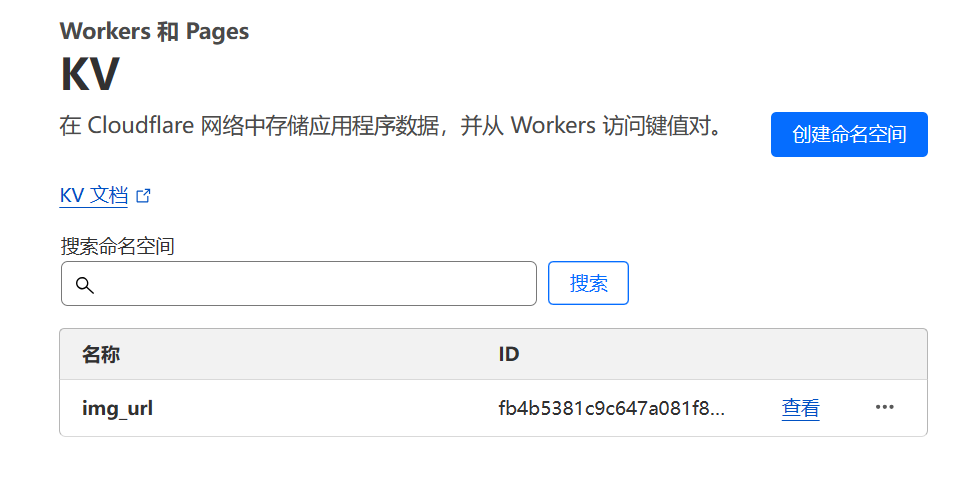 Workers 和 Pages
KV
在 Cloudflare 网络中存储应用程序数据，并从 Workers 访问键值对。
创建命名空间
KV 文档
搜索命名空间
搜索
名称 ID
img_url fb4b5381c9c647a081f8... 查看 ···